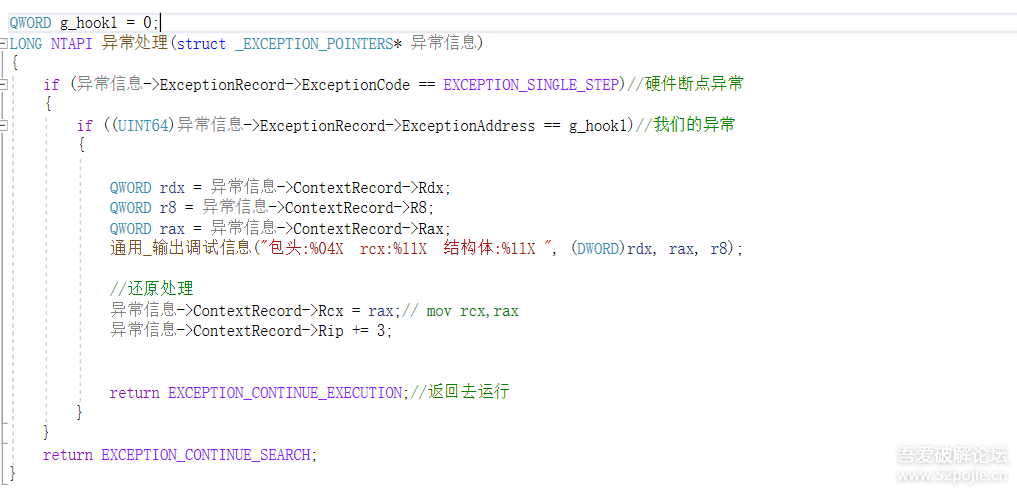 QWORD g_hook1 = 0;
LONG NTAPI 异常处理(struct _EXCEPTION_POINTERS* 异常信息)
{
if (异常信息->ExceptionRecord->ExceptionCode == EXCEPTION_SINGLE_STEP)//硬件断点异常
{
if ((UINT64)异常信息->ExceptionRecord->ExceptionAddress == g_hook1)//我们的异常
{
QWORD rdx = 异常信息->ContextRecord->Rdx;
QWORD r8 = 异常信息->ContextRecord->R8;
QWORD rax = 异常信息->ContextRecord->Rax;
通用_输出调试信息("包头:%04X  rcx:%llX  结构体:%llX ", (DWORD)rdx, rax, r8);
//还原处理
异常信息->ContextRecord->Rcx = rax;// mov rcx,rax
异常信息->ContextRecord->Rip += 3;
return EXCEPTION_CONTINUE_EXECUTION;//返回去运行
}
}
return EXCEPTION_CONTINUE_SEARCH;
}
吾爱破解论坛
www.52pojie.cn